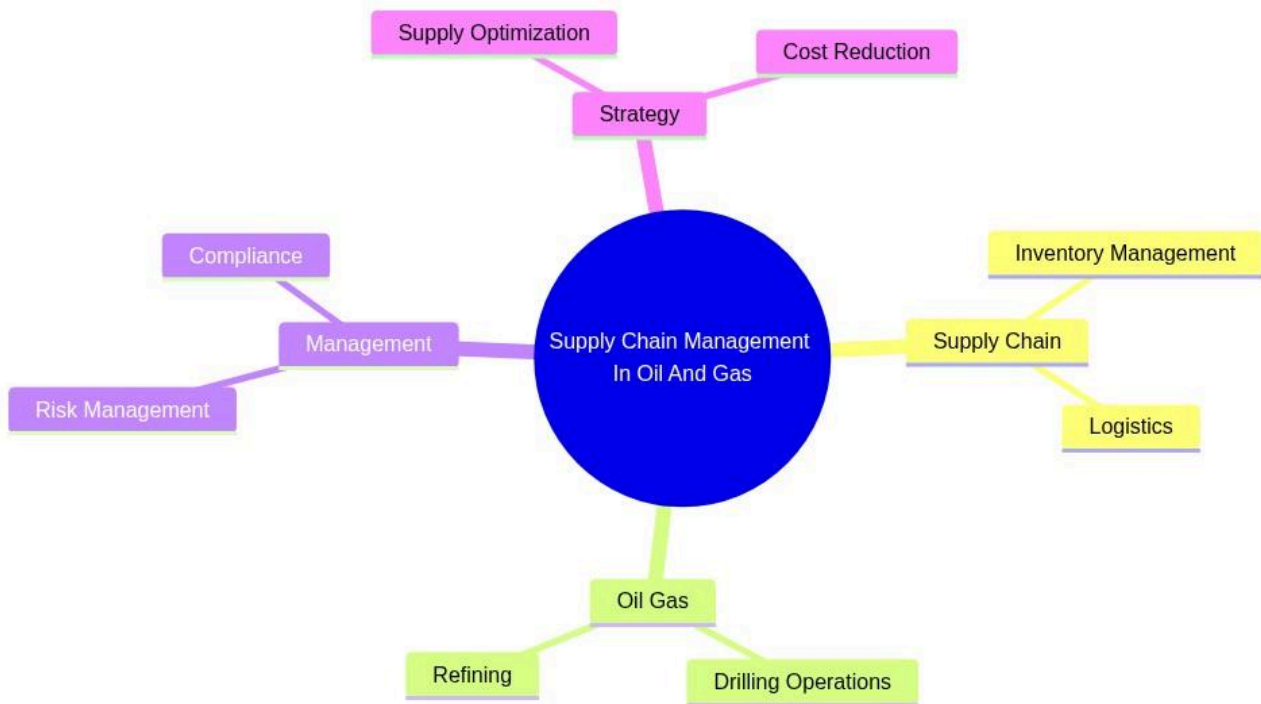 Supply Optimization
Cost Reduction
Strategy
Compliance
Management
Risk Management
Supply Chain Management
In Oil And Gas
Inventory Management
Supply Chain
Logistics
Oil Gas
Refining
Drilling Operations